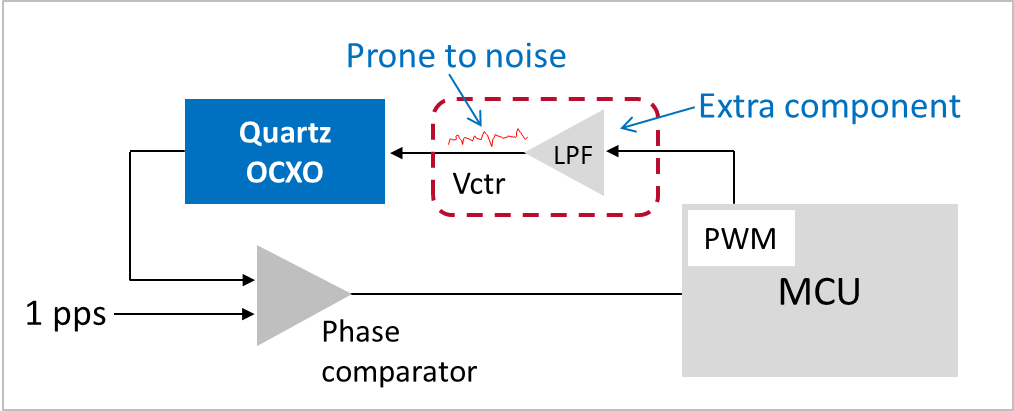 Prone to noise
Extra component
Quartz
OCXO
LPF
Vctr
PWM
MCU
1 pps
Phase
comparator